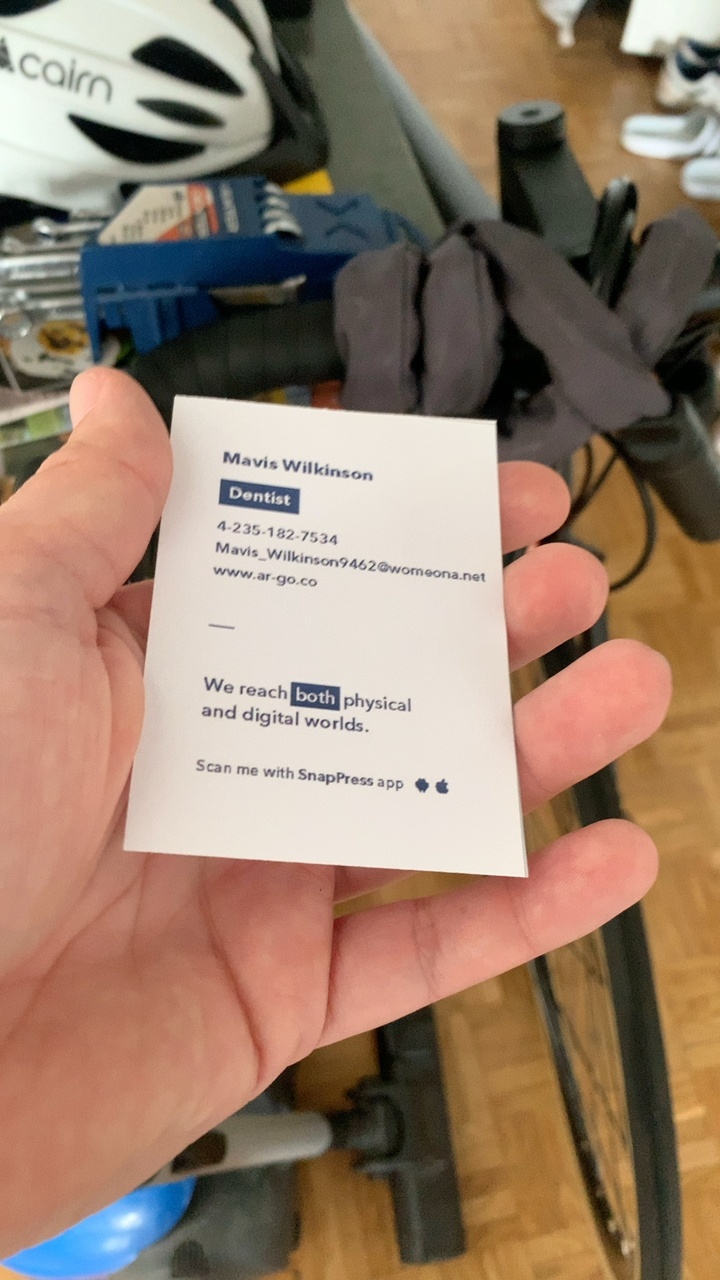 cairn
Mavis Wilkinson
Dentist
4-235-182-7534
Mavis_Wilkinson9462@womeona.net
www.ar-go.co
We reach both physical
and digital worlds.
Scan me with SnapPress app